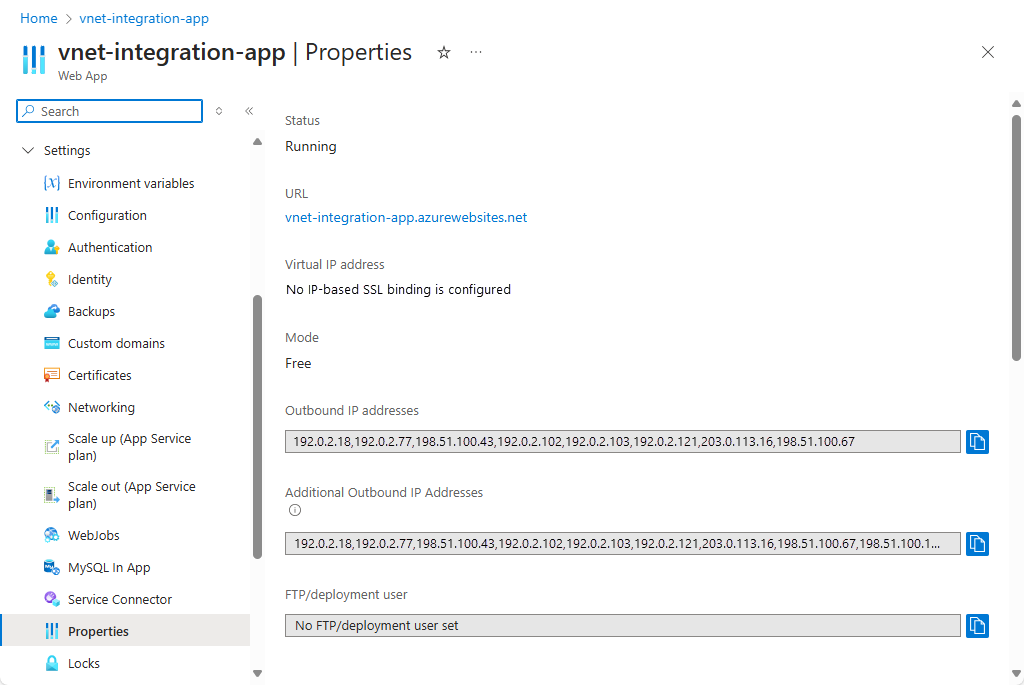 Home > vnet-integration-app
vnet-integration-app | Properties
Web App
Search
Settings
Environment variables
Configuration
Authentication
Identity
Backups
Custom domains
Certificates
Networking
Scale up (App Service
plan)
Scale out (App Service
plan)
WebJobs
MySQL In App
Service Connector
Properties
Locks
Status
Running
URL
vnet-integration-app.azurewebsites.net
Virtual IP address
No IP-based SSL binding is configured
Mode
Free
Outbound IP addresses
192.0.2.18,192.0.2.77,198.51.100.43,192.0.2.102,192.0.2.103,192.0.2.121,203.0.113.16,198.51.100.67
Additional Outbound IP Addresses
192.0.2.18,192.0.2.77,198.51.100.43,192.0.2.102,192.0.2.103,192.0.2.121,203.0.113.16,198.51.100.67,198.51.100.1...
FTP/deployment user
No FTP/deployment user set